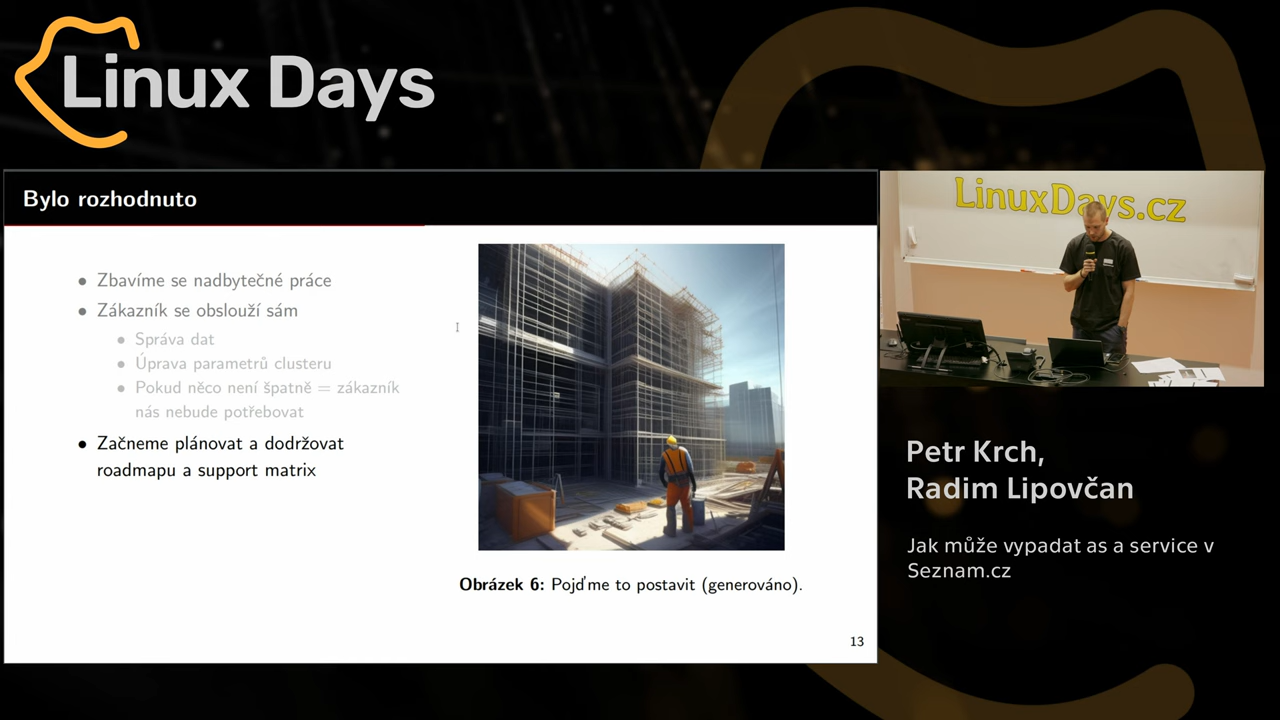 Linux Days
Bylo rozhodnuto
• Zbavíme se nadbytečné práce
• Zákazník se obslouží sám
• Správa dat
• Úprava parametrů clusteru
• Pokud něco není špatně = zákazník
nás nebude potřebovat
• Začneme plánovat a dodržovat
roadmapu a support matrix
Obrázek 6: Pojďme to postavit (generováno).
13
LinuxDays.cz
Petr Krch,
Radim Lipovčan
Jak může vypadat as a service v
Seznam.cz